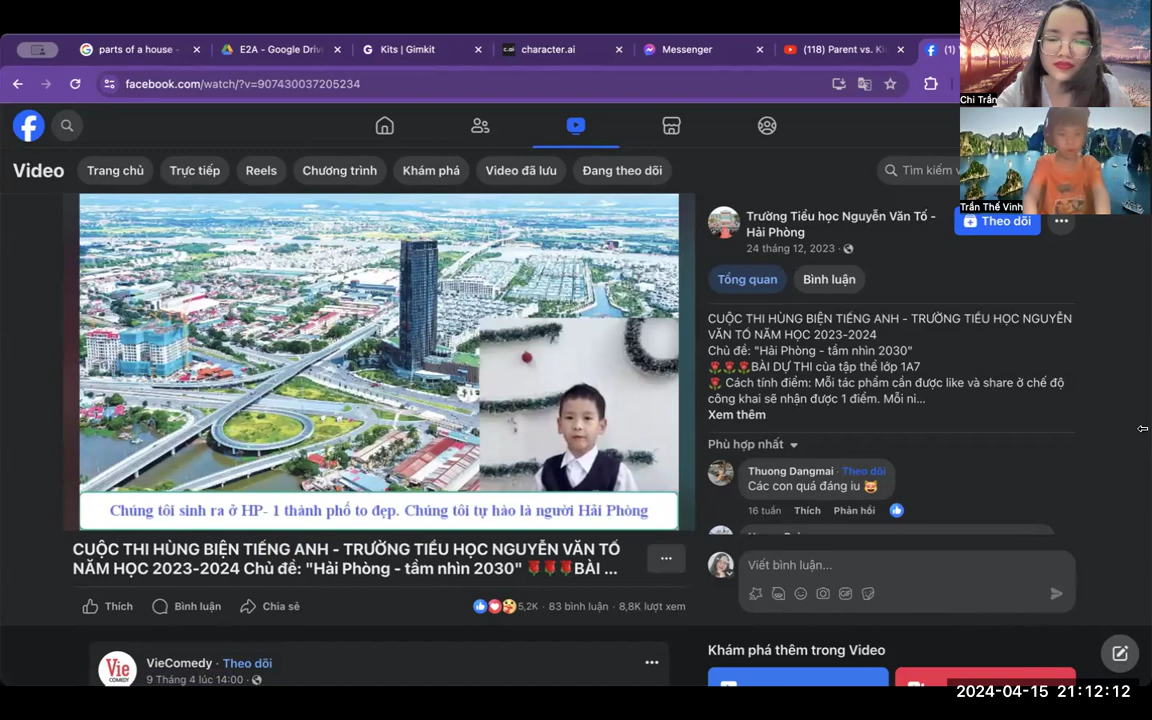 parts of a house -
E2A - Google Driv
Kits | Gimkit
c.ai
character.ai
Messenger
(118) Parent vs. Ki
(1)
facebook.com/watch/?v=907430037205234
Chi Trần
Trần Thế Vinh
Video
Trang chủ
Trực tiếp
Reels
Chương trình
Khám phá
Video đã lưu
Đang theo dõi
Tìm kiếm
Chúng tôi sinh ra ở HP- 1 thành phố to đẹp. Chúng tôi tự hào là người Hải Phòng
CUỘC THI HÙNG BIỆN TIẾNG ANH - TRƯỜNG TIỂU HỌC NGUYỄN VĂN TỐ
NĂM HỌC 2023-2024 Chủ đề: "Hải Phòng - tầm nhìn 2030" 🌹🌹🌹BÀI ...
Thích
Bình luận
Chia sẻ
5,2K · 83 bình luận · 8,8K lượt xem
Vie
COMEDY
VieComedy · Theo dõi
9 Tháng 4 lúc 14:00 ·
Trường Tiểu học Nguyễn Văn Tố -
Hải Phòng
24 tháng 12, 2023 ·
Theo dõi
Tổng quan
Bình luận
CUỘC THI HÙNG BIỆN TIẾNG ANH - TRƯỜNG TIỂU HỌC NGUYỄN
VĂN TỐ NĂM HỌC 2023-2024
Chủ đề: "Hải Phòng - tầm nhìn 2030"
🌹🌹🌹BÀI DỰ THI của tập thể lớp 1A7
🌹 Cách tính điểm: Mỗi tác phẩm cần được like và share ở chế độ
công khai sẽ nhận được 1 điểm. Mỗi ni...
Xem thêm
Phù hợp nhất
Thuong Dangmai · Theo dõi
Các con quá đáng iu 😸
16 tuần
Thích
Phản hồi
Viết bình luận...
GIF
Khám phá thêm trong Video
2024-04-15 21:12:12